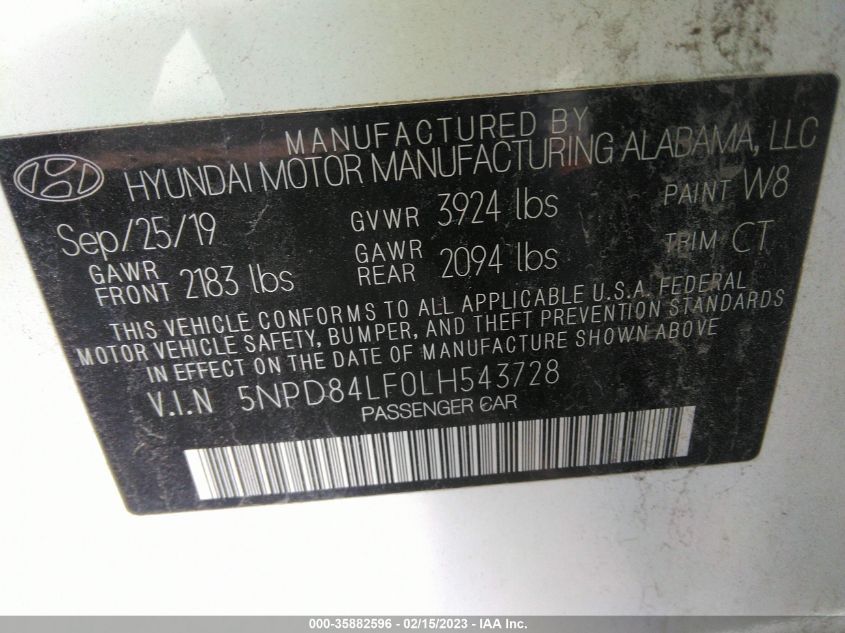 MANUFACTURED BY
HYUNDAI MOTOR MANUFACTURING ALABAMA, LLC
Sep/25/19 GVWR 3924 lbs PAINT W8
GAWR FRONT 2183 lbs GAWR REAR 2094 lbs TRIM CT
THIS VEHICLE CONFORMS TO ALL APPLICABLE U.S.A. FEDERAL
MOTOR VEHICLE SAFETY, BUMPER, AND THEFT PREVENTION STANDARDS
IN EFFECT ON THE DATE OF MANUFACTURE SHOWN ABOVE
V.I.N 5NPD84LF0LH543728
PASSENGER CAR
000-35882596 - 02/15/2023 - IAA Inc.